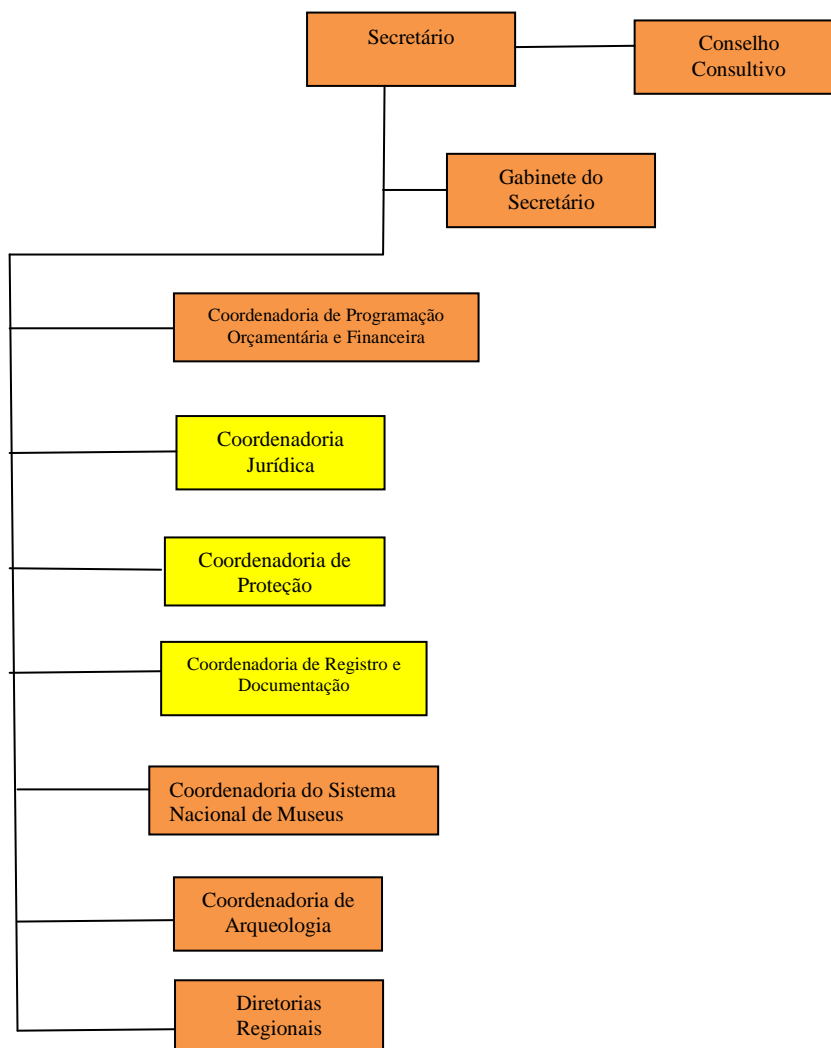 Secretário
Conselho
Consultivo
Gabinete do
Secretário
Coordenadoria de Programação
Orçamentária e Financeira
Coordenadoria
Jurídica
Coordenadoria de
Proteção
Coordenadoria de Registro e
Documentação
Coordenadoria do Sistema
Nacional de Museus
Coordenadoria de
Arqueologia
Diretorias
Regionais